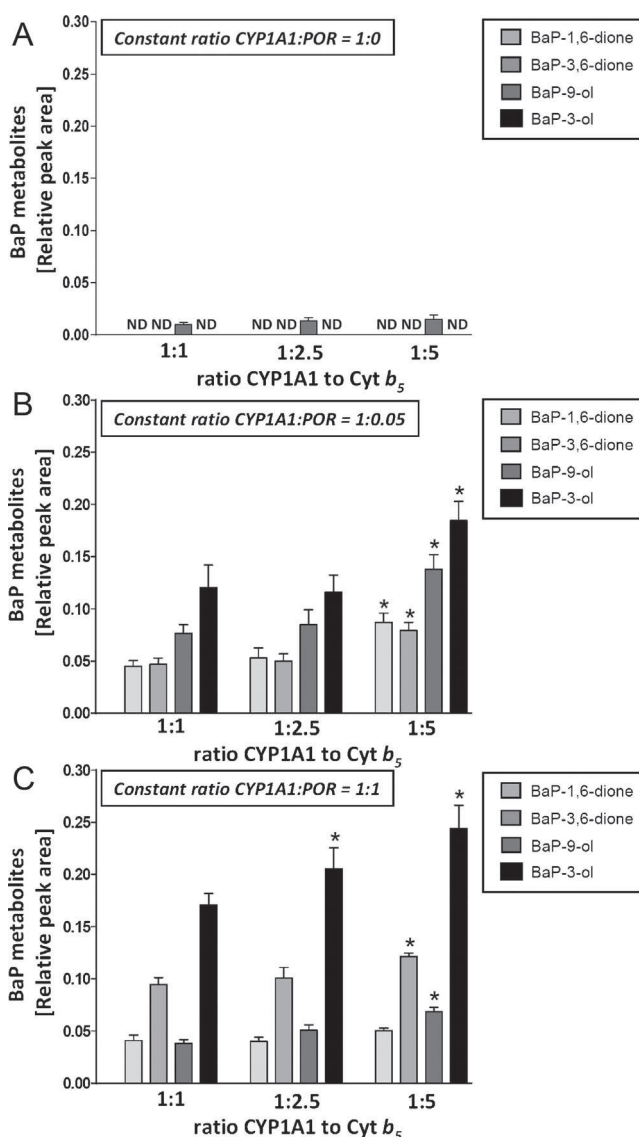 A
0.30
0.25
0.20
0.15
0.10
0.05
0.00
BaP metabolites
[Relative peak area]
Constant ratio CYP1A1:POR = 1:0
ND ND ND
ND ND ND
ND ND ND
1:1 1:2.5 1:5
ratio CYP1A1 to Cyt b5
BaP-1,6-dione
BaP-3,6-dione
BaP-9-ol
BaP-3-ol
B
0.30
0.25
0.20
0.15
0.10
0.05
0.00
BaP metabolites
[Relative peak area]
Constant ratio CYP1A1:POR = 1:0.05
* * * *
1:1 1:2.5 1:5
ratio CYP1A1 to Cyt b5
BaP-1,6-dione
BaP-3,6-dione
BaP-9-ol
BaP-3-ol
C
0.30
0.25
0.20
0.15
0.10
0.05
0.00
BaP metabolites
[Relative peak area]
Constant ratio CYP1A1:POR = 1:1
* * * *
1:1 1:2.5 1:5
ratio CYP1A1 to Cyt b5
BaP-1,6-dione
BaP-3,6-dione
BaP-9-ol
BaP-3-ol